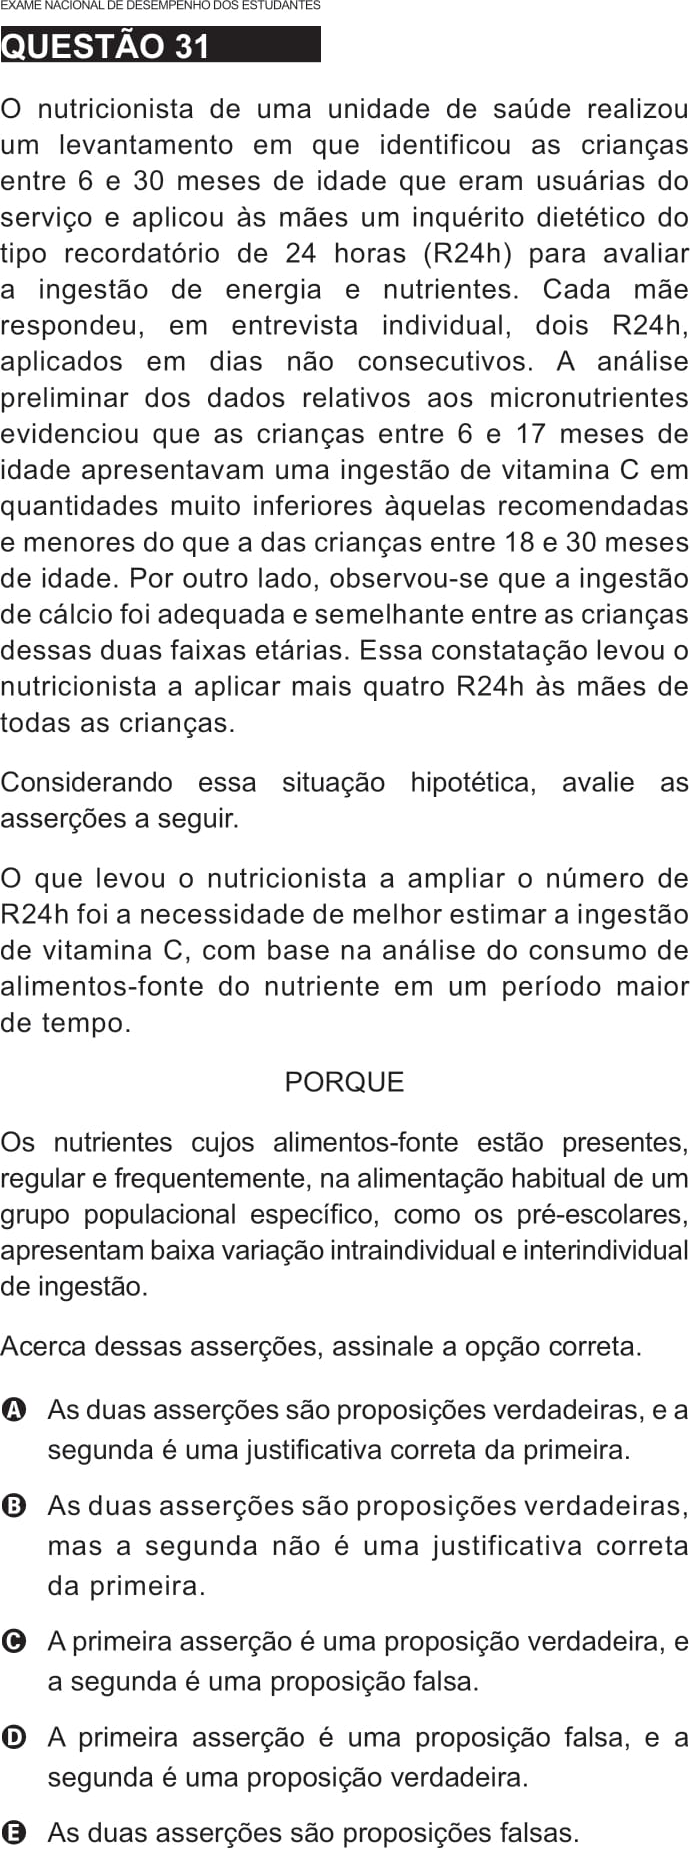 EXAME NACIONAL DE DESEMPENHO DOS ESTUDANTES
QUESTÃO 31
O nutricionista de uma unidade de saúde realizou
um levantamento em que identificou as crianças
entre 6 e 30 meses de idade que eram usuárias do
serviço e aplicou às mães um inquérito dietético do
tipo recordatório de 24 horas (R24h) para avaliar
a ingestão de energia e nutrientes. Cada mãe
respondeu, em entrevista individual, dois R24h,
aplicados em dias não consecutivos. A análise
preliminar dos dados relativos aos micronutrientes
evidenciou que as crianças entre 6 e 17 meses de
idade apresentavam uma ingestão de vitamina C em
quantidades muito inferiores àquelas recomendadas
e menores do que a das crianças entre 18 e 30 meses
de idade. Por outro lado, observou-se que a ingestão
de cálcio foi adequada e semelhante entre as crianças
dessas duas faixas etárias. Essa constatação levou o
nutricionista a aplicar mais quatro R24h às mães de
todas as crianças.
Considerando essa situação hipotética, avalie as
asserções a seguir.
O que levou o nutricionista a ampliar o número de
R24h foi a necessidade de melhor estimar a ingestão
de vitamina C, com base na análise do consumo de
alimentos-fonte do nutriente em um período maior
de tempo.
PORQUE
Os nutrientes cujos alimentos-fonte estão presentes,
regular e frequentemente, na alimentação habitual de um
grupo populacional específico, como os pré-escolares,
apresentam baixa variação intraindividual e interindividual
de ingestão.
Acerca dessas asserções, assinale a opção correta.
A As duas asserções são proposições verdadeiras, e a
segunda é uma justificativa correta da primeira.
B As duas asserções são proposições verdadeiras,
mas a segunda não é uma justificativa correta
da primeira.
C A primeira asserção é uma proposição verdadeira, e
a segunda é uma proposição falsa.
D A primeira asserção é uma proposição falsa, e a
segunda é uma proposição verdadeira.
E As duas asserções são proposições falsas.